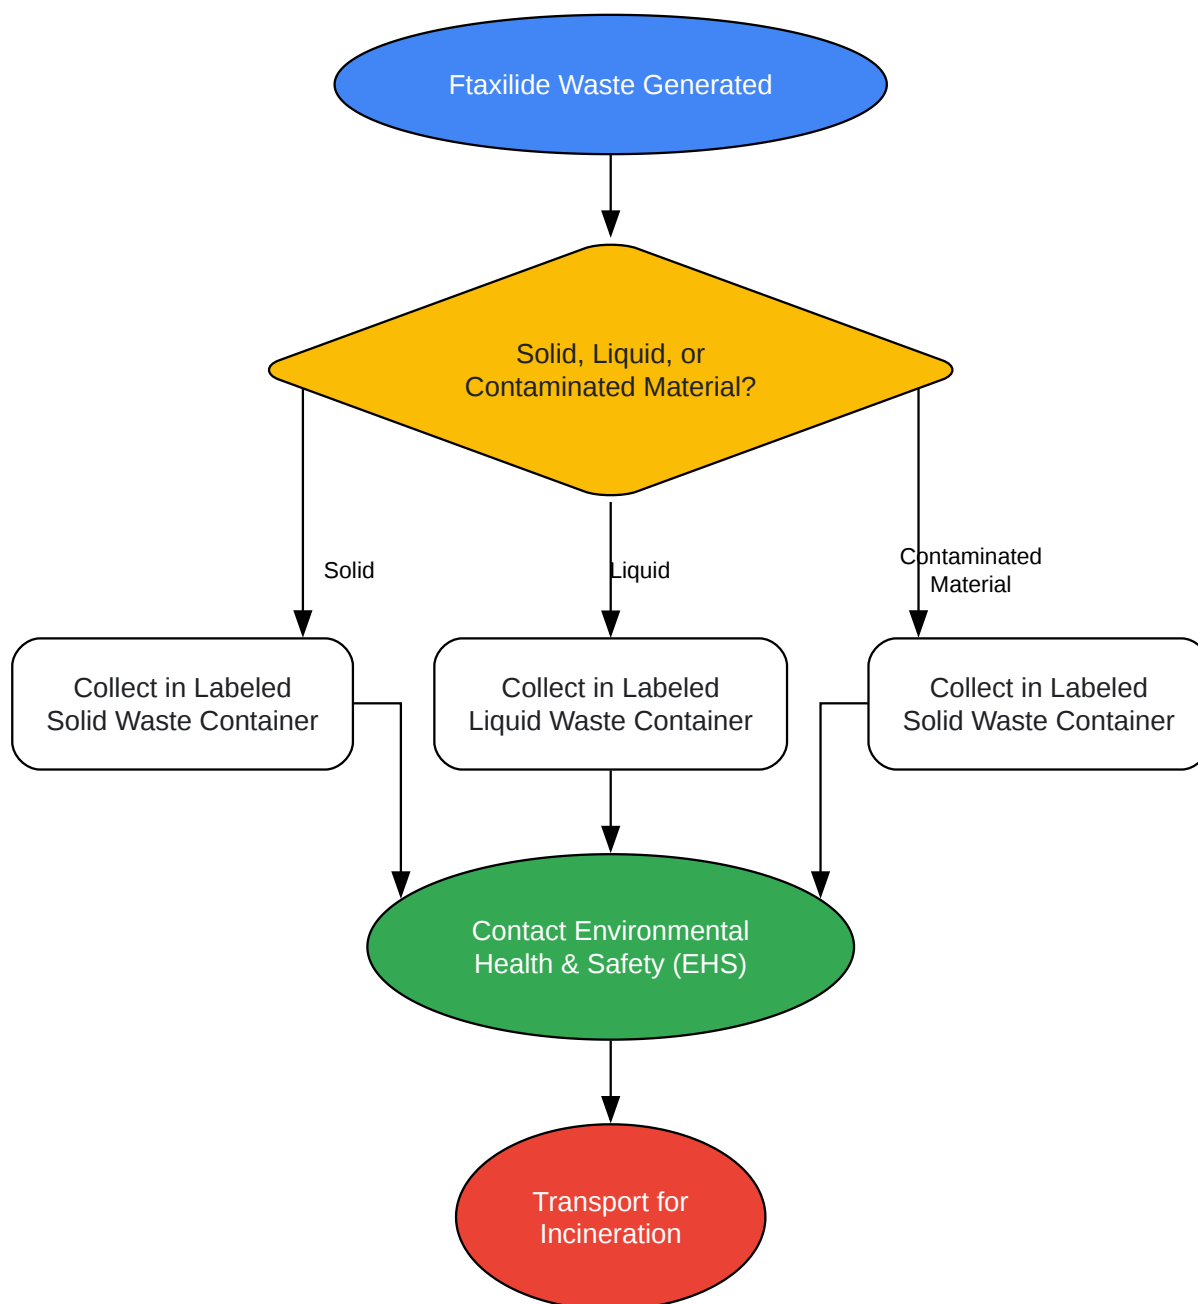 Ftaxilide Waste Generated
Solid, Liquid, or
Contaminated Material?
Solid
Liquid
Contaminated
Material
Collect in Labeled
Solid Waste Container
Collect in Labeled
Liquid Waste Container
Collect in Labeled
Solid Waste Container
Contact Environmental
Health & Safety (EHS)
Transport for
Incineration